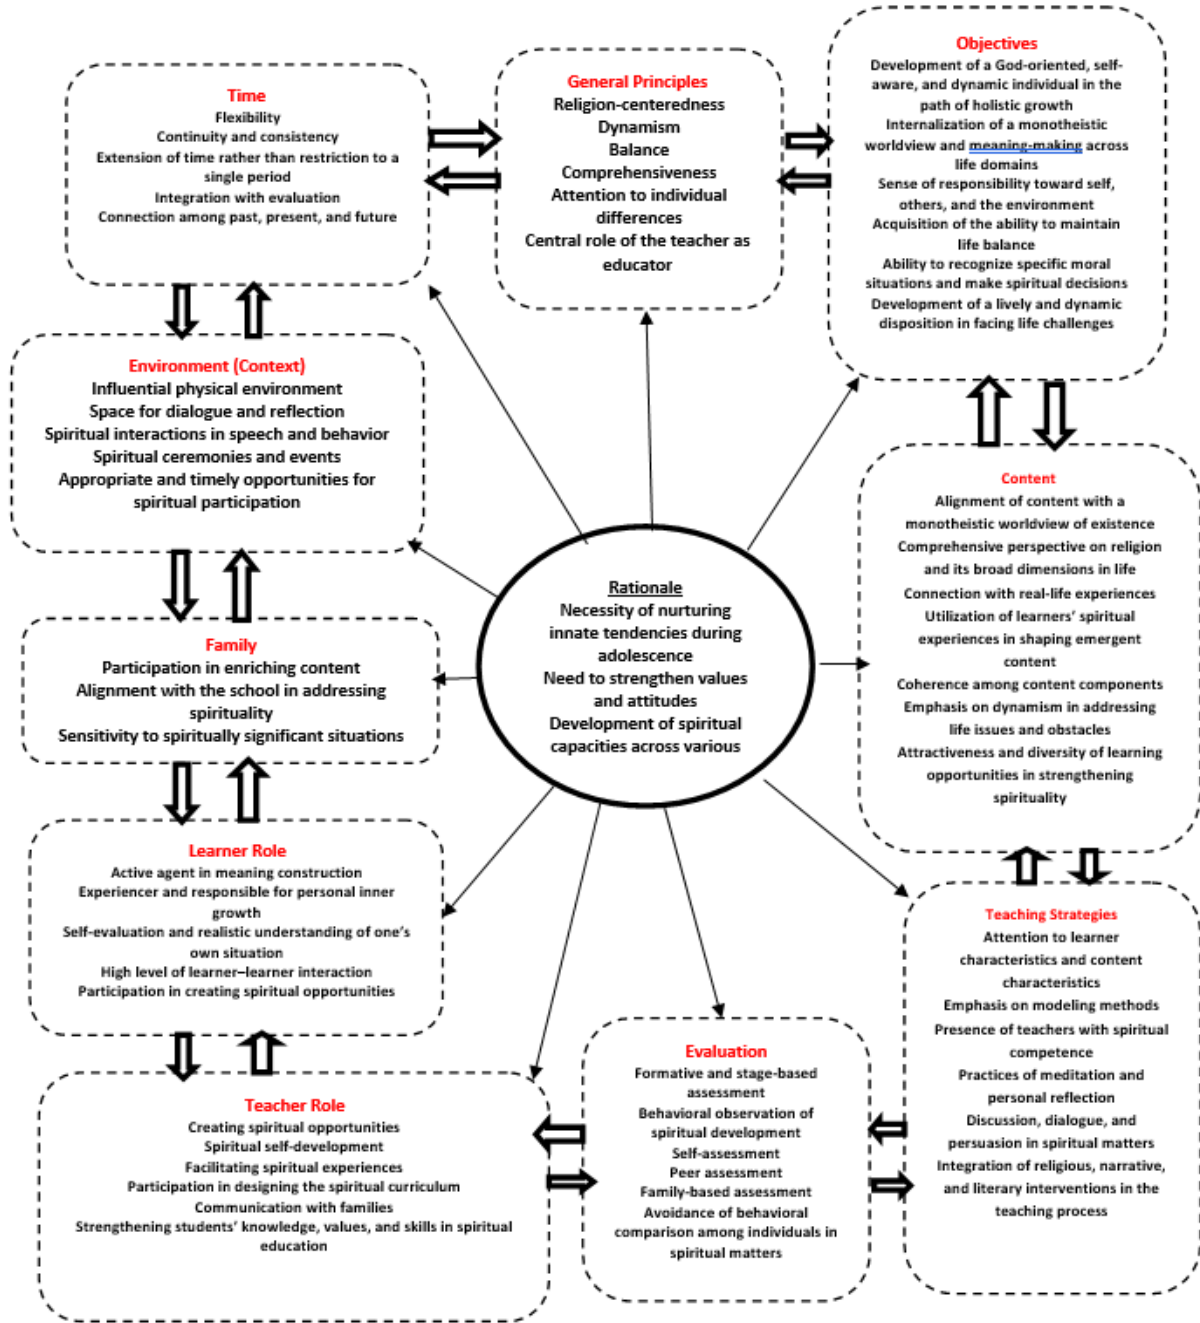 Time
Flexibility
Continuity and consistency
Extension of time rather than restriction to a
single period
Integration with evaluation
Connection among past, present, and future
General Principles
Religion-centeredness
Dynamism
Balance
Comprehensiveness
Attention to individual
differences
Central role of the teacher as
educator
Objectives
Development of a God-oriented, self-
aware, and dynamic individual in the
path of holistic growth
Internalization of a monotheistic
worldview and meaning-making across
life domains
Sense of responsibility toward self,
others, and the environment
Acquisition of the ability to maintain
life balance
Ability to recognize specific moral
situations and make spiritual decisions
Development of a lively and dynamic
disposition in facing life challenges
Environment (Context)
Influential physical environment
Space for dialogue and reflection
Spiritual interactions in speech and behavior
Spiritual ceremonies and events
Appropriate and timely opportunities for
spiritual participation
Content
Alignment of content with a
monotheistic worldview of existence
Comprehensive perspective on religion
and its broad dimensions in life
Connection with real-life experiences
Utilization of learners' spiritual
experiences in shaping emergent
content
Coherence among content components
Emphasis on dynamism in addressing
life issues and obstacles
Attractiveness and diversity of learning
opportunities in strengthening
spirituality
Rationale
Necessity of nurturing
innate tendencies during
adolescence
Need to strengthen values
and attitudes
Development of spiritual
capacities across various
Family
Participation in enriching content
Alignment with the school in addressing
spirituality
Sensitivity to spiritually significant situations
Learner Role
Active agent in meaning construction
Experiencer and responsible for personal inner
growth
Self-evaluation and realistic understanding of one's
own situation
High level of learner–learner interaction
Participation in creating spiritual opportunities
Teaching Strategies
Attention to learner
characteristics and content
characteristics
Emphasis on modeling methods
Presence of teachers with spiritual
competence
Practices of meditation and
personal reflection
Discussion, dialogue, and
persuasion in spiritual matters
Integration of religious, narrative,
and literary interventions in the
teaching process
Evaluation
Formative and stage-based
assessment
Behavioral observation of
spiritual development
Self-assessment
Peer assessment
Family-based assessment
Avoidance of behavioral
comparison among individuals in
spiritual matters
Teacher Role
Creating spiritual opportunities
Spiritual self-development
Facilitating spiritual experiences
Participation in designing the spiritual curriculum
Communication with families
Strengthening students' knowledge, values, and skills in spiritual
education